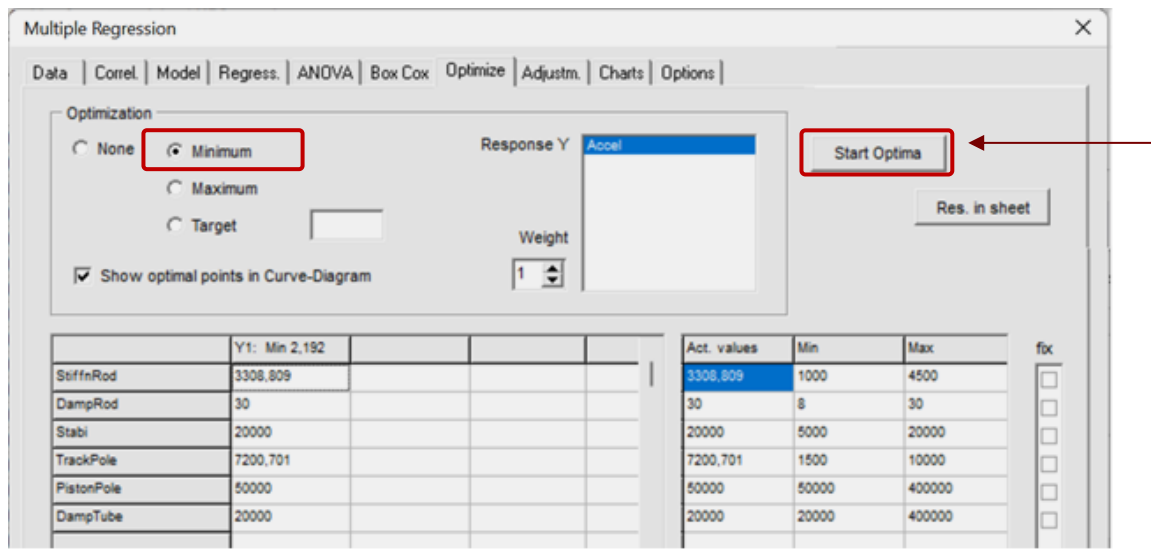 Multiple Regression
Data Correl. Model Regress. ANOVA Box Cox Optimize Adjustm. Charts Options
Optimization
None Minimum Response Y Accel Start Optima
Maximum
Res. in sheet
Target Weight
Show optimal points in Curve-Diagram 1
Y1: Min 2,192 Act. values Min Max fix
StiffnRod 3308,809 3308,809 1000 4500
DampRod 30 30 8 30
Stabi 20000 20000 5000 20000
TrackPole 7200,701 7200,701 1500 10000
PistonPole 50000 50000 50000 400000
DampTube 20000 20000 20000 400000